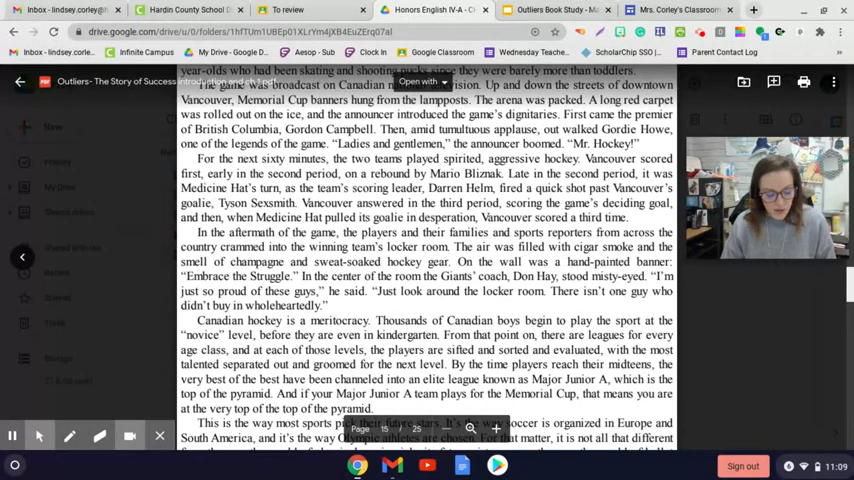 Inbox - lindsey.corley@h
Hardin County School Di
To review
Honors English IV-A - C
Outliers Book Study - Ma
Mrs. Corley's Classroom
drive.google.com/drive/u/0/folders/1hfTUm1UBEp01XLrYm4jXB4EuZErq07al
Inbox - lindsey.corl...
Infinite Campus
My Drive - Google D...
Aesop - Sub
Clock In
Google Classroom
Wednesday Teache...
ScholarChip SSO |...
Parent Contact Log
Outliers- The Story of Success introduction and ch 1.pdf
Open with
New
Priority
My Drive
Shared drives
Shared with me
Recent
Starred
Trash
Storage
year-olds who had been skating and shooting pucks since they were barely more than toddlers.
The game was broadcast on Canadian national television. Up and down the streets of downtown
Vancouver, Memorial Cup banners hung from the lampposts. The arena was packed. A long red carpet
was rolled out on the ice, and the announcer introduced the game's dignitaries. First came the premier
of British Columbia, Gordon Campbell. Then, amid tumultuous applause, out walked Gordie Howe,
one of the legends of the game. “Ladies and gentlemen,” the announcer boomed. “Mr. Hockey!”
For the next sixty minutes, the two teams played spirited, aggressive hockey. Vancouver scored
first, early in the second period, on a rebound by Mario Bliznak. Late in the second period, it was
Medicine Hat's turn, as the team's scoring leader, Darren Helm, fired a quick shot past Vancouver's
goalie, Tyson Sexsmith. Vancouver answered in the third period, scoring the game's deciding goal,
and then, when Medicine Hat pulled its goalie in desperation, Vancouver scored a third time.
In the aftermath of the game, the players and their families and sports reporters from across the
country crammed into the winning team's locker room. The air was filled with cigar smoke and the
smell of champagne and sweat-soaked hockey gear. On the wall was a hand-painted banner:
“Embrace the Struggle.” In the center of the room the Giants' coach, Don Hay, stood misty-eyed. “I'm
just so proud of these guys,” he said. “Just look around the locker room. There isn't one guy who
didn't buy in wholeheartedly.”
Canadian hockey is a meritocracy. Thousands of Canadian boys begin to play the sport at the
“novice” level, before they are even in kindergarten. From that point on, there are leagues for every
age class, and at each of those levels, the players are sifted and sorted and evaluated, with the most
talented separated out and groomed for the next level. By the time players reach their midteens, the
very best of the best have been channeled into an elite league known as Major Junior A, which is the
top of the pyramid. And if your Major Junior A team plays for the Memorial Cup, that means you are
at the very top of the top of the pyramid.
This is the way most sports pick their future stars. It's the way soccer is organized in Europe and
South America, and it's the way Olympic athletes are chosen. For that matter, it is not all that different
Page 15 / 25
Sign out
11:09